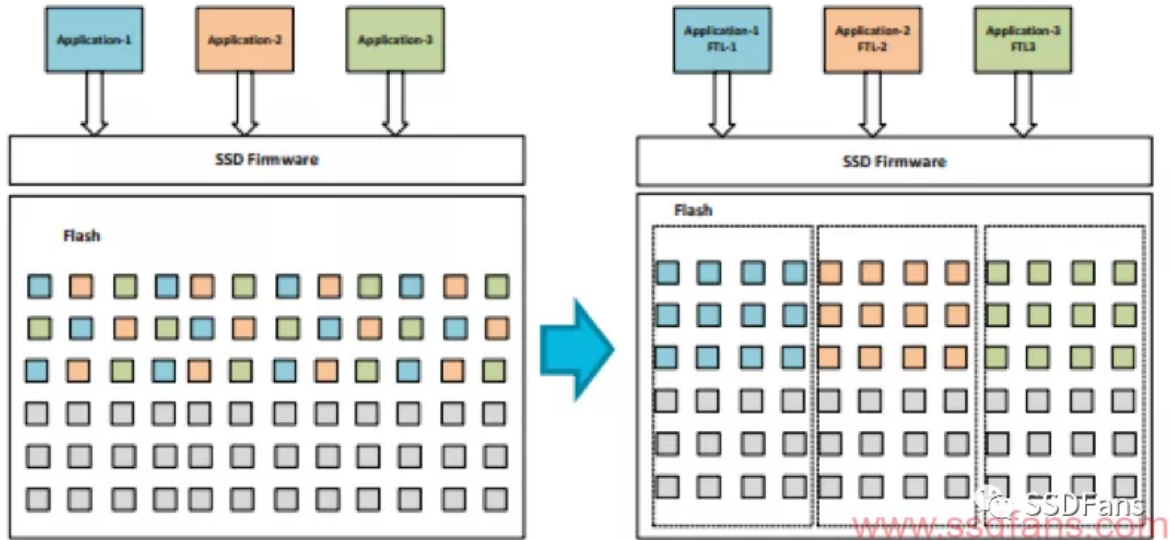 Application-1
Application-2
Application-3
SSD Firmware
Flash
Application-1
FTL-1
Application-2
FTL-2
Application-3
FTL3
SSD Firmware
Flash
SSDFans
www.ssdfans.com